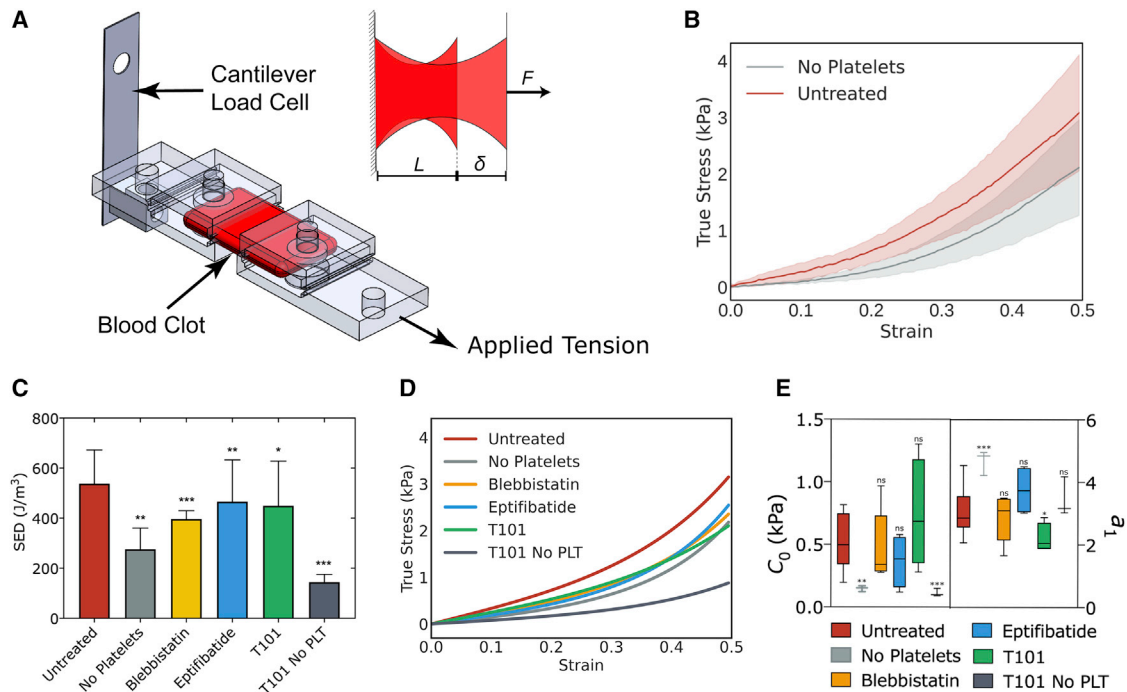 A
Cantilever
Load Cell
Blood Clot
Applied Tension
F
L
δ
B
True Stress (kPa)
4
3
2
1
0
No Platelets
Untreated
0.0 0.1 0.2 0.3 0.4 0.5
Strain
C
SED (J/m³)
800
600
400
200
0
** *** ** * ***
Untreated
No Platelets
Blebbistatin
Eptifibatide
T101
T101 No PLT
D
True Stress (kPa)
4
3
2
1
0
Untreated
No Platelets
Blebbistatin
Eptifibatide
T101
T101 No PLT
0.0 0.1 0.2 0.3 0.4 0.5
Strain
E
C₀ (kPa)
1.5
1.0
0.5
0.0
** ns ns ns ***
*** ns ns * ns
6
4
2
0
a₁
Untreated
No Platelets
Blebbistatin
Eptifibatide
T101
T101 No PLT